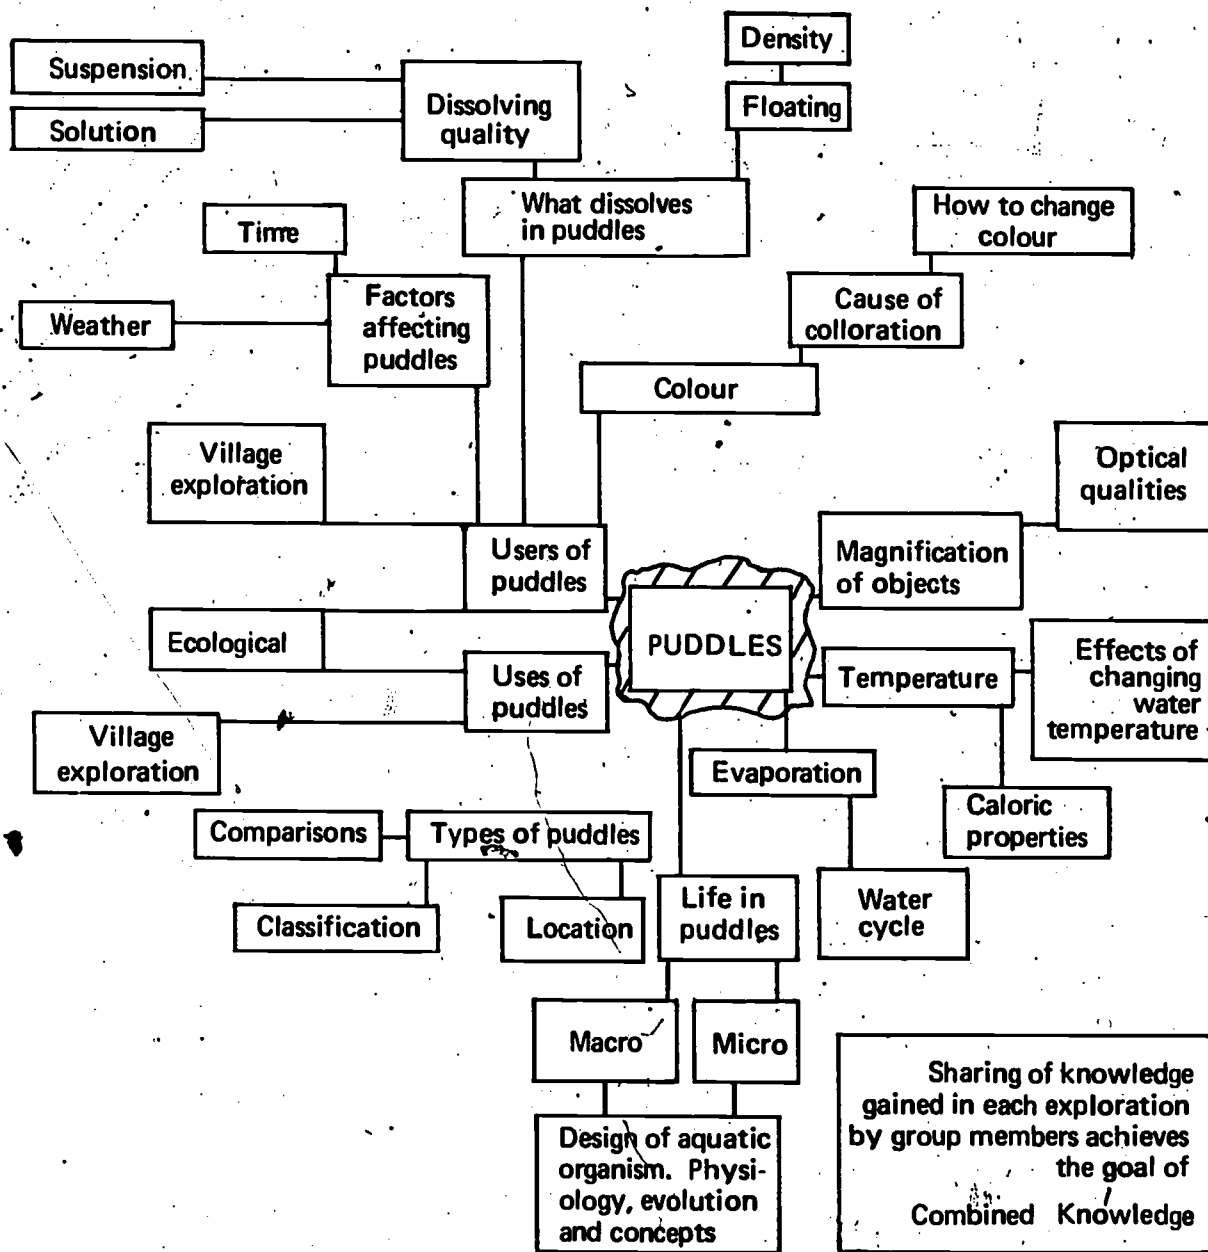 Density
Suspension
Floating
Dissolving
quality
Solution
What dissolves
in puddles
How to change
colour
Time
Factors
affecting
puddles
Cause of
colloration
Weather
Colour
Village
exploration
Optical
qualities
Users of
puddles
Magnification
of objects
Ecological
PUDDLES
Uses of
puddles
Temperature
Effects of
changing
water
temperature
Village
exploration
Evaporation
Caloric
properties
Comparisons
Types of puddles
Classification
Location
Life in
puddles
Water
cycle
Macro
Micro
Design of aquatic
organism. Physi-
ology, evolution
and concepts
Sharing of knowledge
gained in each exploration
by group members achieves
the goal of
Combined Knowledge